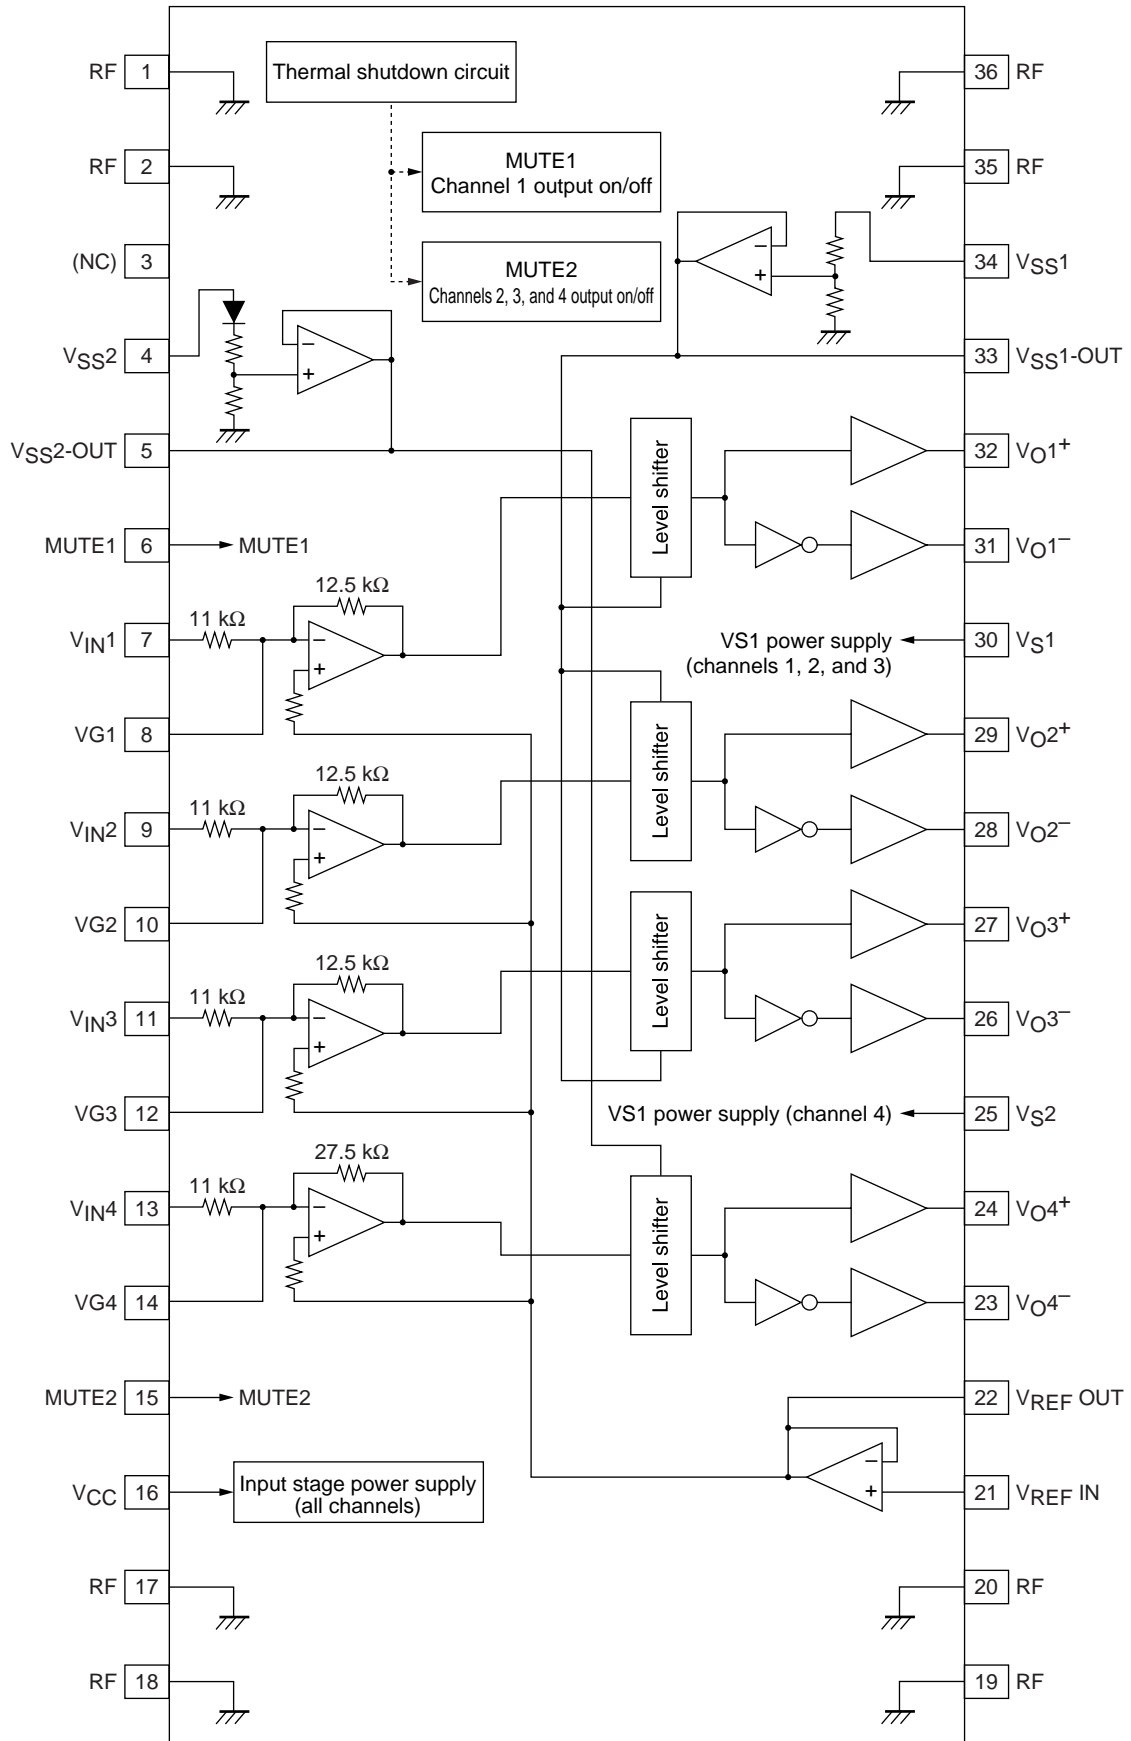 RF 1
Thermal shutdown circuit
36 RF
MUTE1
Channel 1 output on/off
RF 2
35 RF
(NC) 3
MUTE2
Channels 2, 3, and 4 output on/off
−
+
34 VSS1
VSS2 4
−
+
33 VSS1-OUT
VSS2-OUT 5
Level shifter
32 VO1+
MUTE1 6
MUTE1
31 VO1−
12.5 kΩ
11 kΩ
VIN1 7
−
+
VS1 power supply
(channels 1, 2, and 3)
30 VS1
VG1 8
Level shifter
29 VO2+
12.5 kΩ
11 kΩ
VIN2 9
−
+
28 VO2−
VG2 10
Level shifter
27 VO3+
12.5 kΩ
11 kΩ
VIN3 11
−
+
26 VO3−
VG3 12
VS1 power supply (channel 4)
25 VS2
27.5 kΩ
11 kΩ
VIN4 13
−
+
Level shifter
24 VO4+
VG4 14
23 VO4−
MUTE2 15
MUTE2
22 VREF OUT
VCC 16
Input stage power supply
(all channels)
−
+
21 VREF IN
RF 17
20 RF
RF 18
19 RF